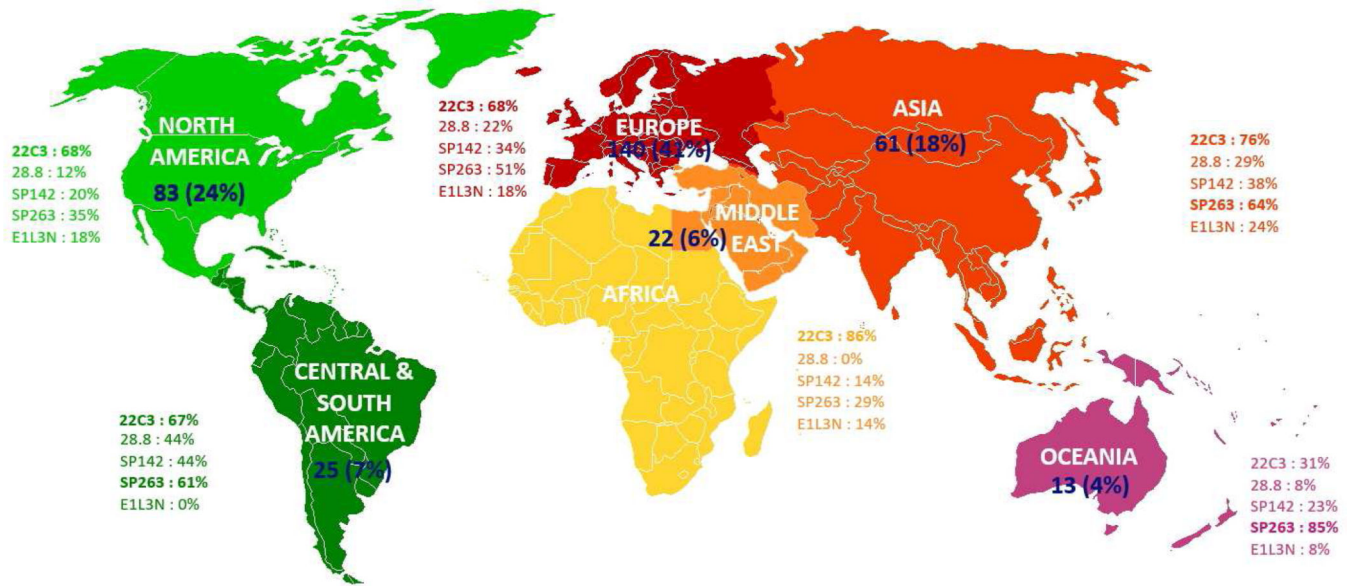 NORTH
AMERICA
83 (24%)
22C3 : 68%
28.8 : 12%
SP142 : 20%
SP263 : 35%
E1L3N : 18%
22C3 : 68%
28.8 : 22%
SP142 : 34%
SP263 : 51%
E1L3N : 18%
EUROPE
140 (41%)
ASIA
61 (18%)
22C3 : 76%
28.8 : 29%
SP142 : 38%
SP263 : 64%
E1L3N : 24%
MIDDLE
22 (6%)
EAST
AFRICA
22C3 : 86%
28.8 : 0%
SP142 : 14%
SP263 : 29%
E1L3N : 14%
CENTRAL &
SOUTH
AMERICA
25 (7%)
22C3 : 67%
28.8 : 44%
SP142 : 44%
SP263 : 61%
E1L3N : 0%
OCEANIA
13 (4%)
22C3 : 31%
28.8 : 8%
SP142 : 23%
SP263 : 85%
E1L3N : 8%